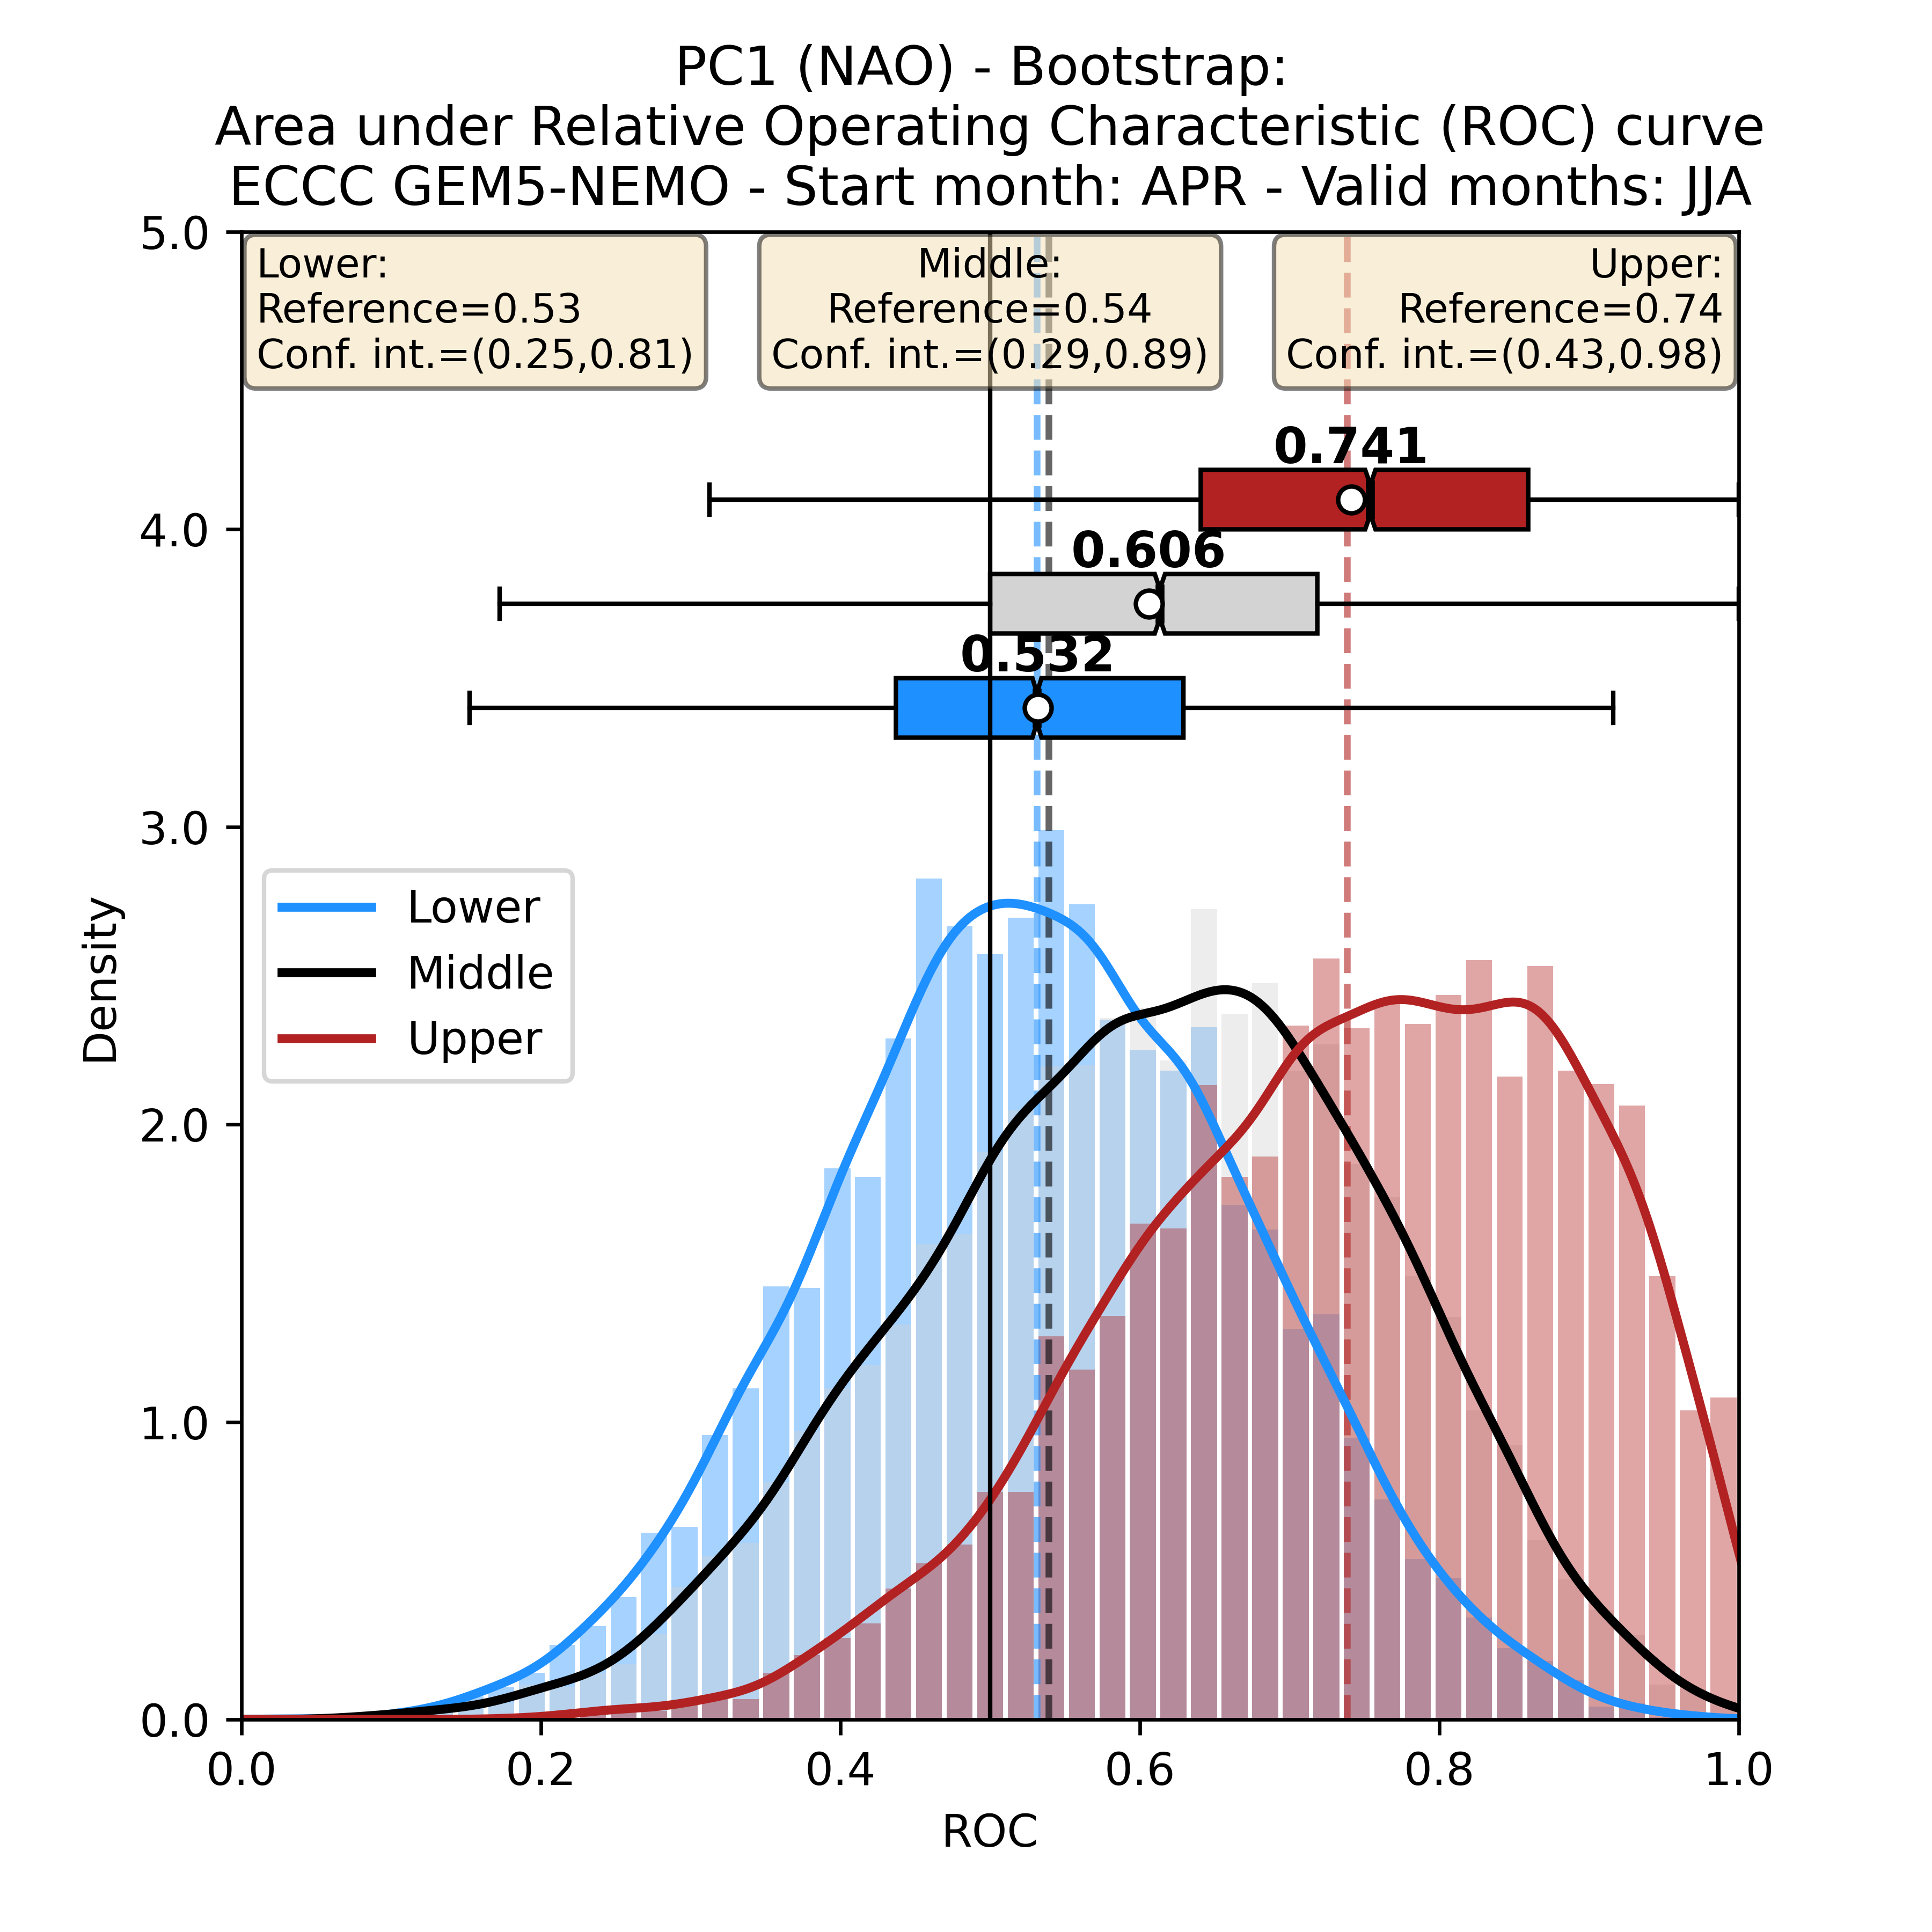 PC1 (NAO) - Bootstrap:
Area under Relative Operating Characteristic (ROC) curve
ECCC GEM5-NEMO - Start month: APR - Valid months: JJA
Lower:
Reference=0.53
Conf. int.=(0.25,0.81)
Middle:
Reference=0.54
Conf. int.=(0.29,0.89)
Upper:
Reference=0.74
Conf. int.=(0.43,0.98)
0.741
0.606
0.532
Lower
Middle
Upper
Density
5.0
4.0
3.0
2.0
1.0
0.0
0.0 0.2 0.4 0.6 0.8 1.0
ROC